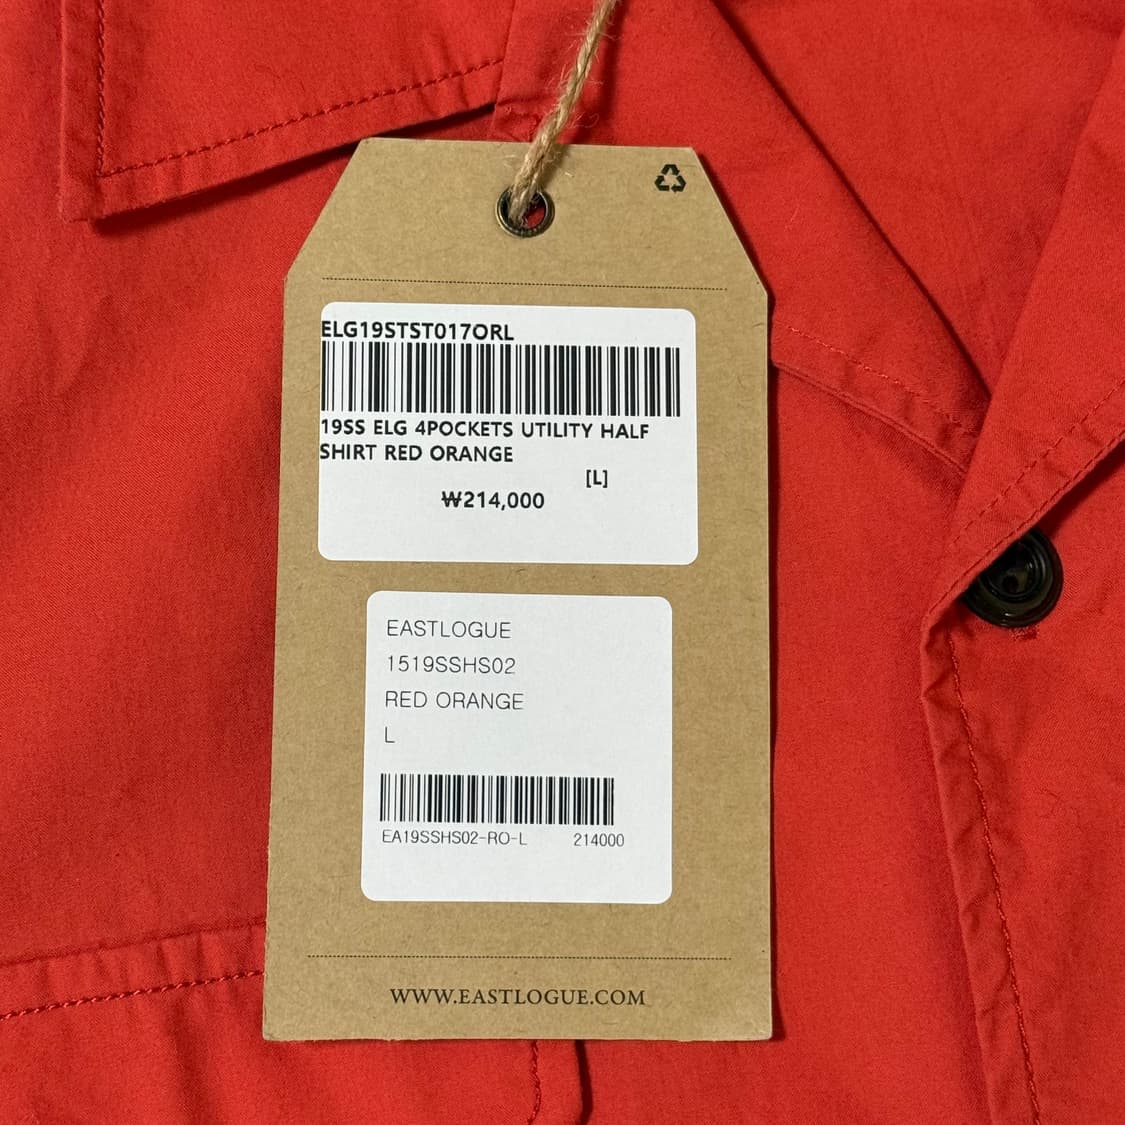 ELG19STST017ORL
19SS ELG 4POCKETS UTILITY HALF
SHIRT RED ORANGE
[L]
₩214,000
EASTLOGUE
1519SSHS02
RED ORANGE
L
EA19SSHS02-RO-L 214000
WWW.EASTLOGUE.COM